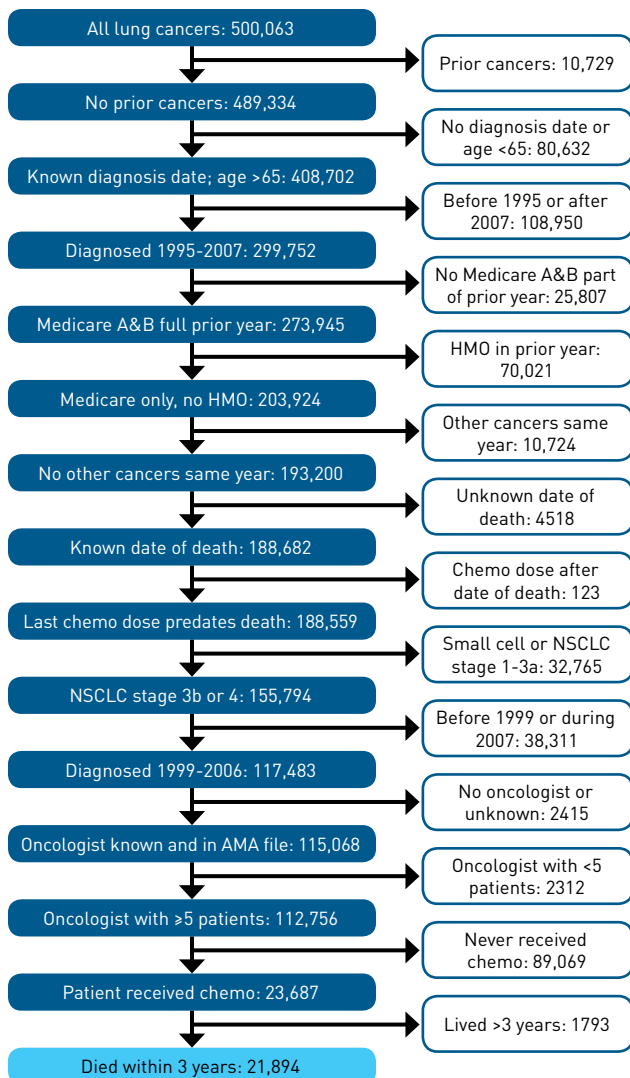 All lung cancers: 500,063
Prior cancers: 10,729
No prior cancers: 489,334
No diagnosis date or
age <65: 80,632
Known diagnosis date; age >65: 408,702
Before 1995 or after
2007: 108,950
Diagnosed 1995-2007: 299,752
No Medicare A&B part
of prior year: 25,807
Medicare A&B full prior year: 273,945
HMO in prior year:
70,021
Medicare only, no HMO: 203,924
Other cancers same
year: 10,724
No other cancers same year: 193,200
Unknown date of
death: 4518
Known date of death: 188,682
Chemo dose after
date of death: 123
Last chemo dose predates death: 188,559
Small cell or NSCLC
stage 1-3a: 32,765
NSCLC stage 3b or 4: 155,794
Before 1999 or during
2007: 38,311
Diagnosed 1999-2006: 117,483
No oncologist or
unknown: 2415
Oncologist known and in AMA file: 115,068
Oncologist with <5
patients: 2312
Oncologist with ≥5 patients: 112,756
Never received
chemo: 89,069
Patient received chemo: 23,687
Lived >3 years: 1793
Died within 3 years: 21,894